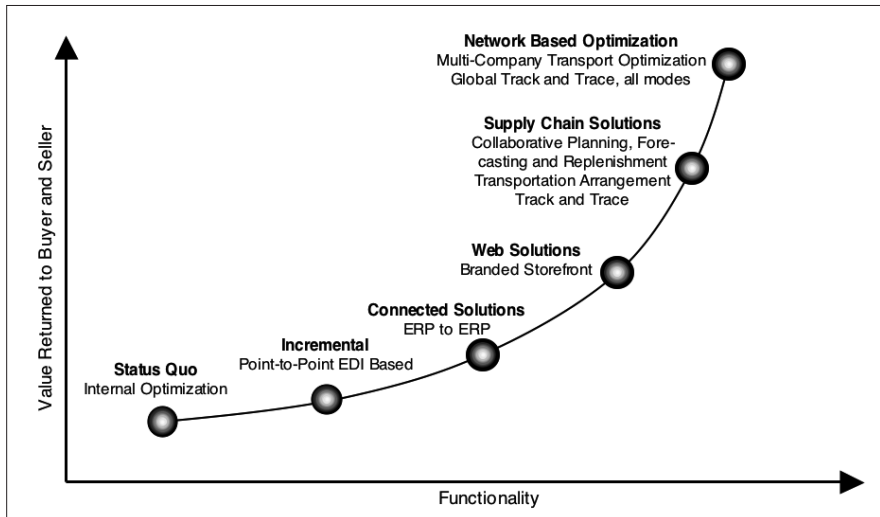 Network Based Optimization
Multi-Company Transport Optimization
Global Track and Trace, all modes
Supply Chain Solutions
Collaborative Planning, Fore-
casting and Replenishment
Transportation Arrangement
Track and Trace
Web Solutions
Branded Storefront
Connected Solutions
ERP to ERP
Incremental
Point-to-Point EDI Based
Status Quo
Internal Optimization
Value Returned to Buyer and Seller
Functionality